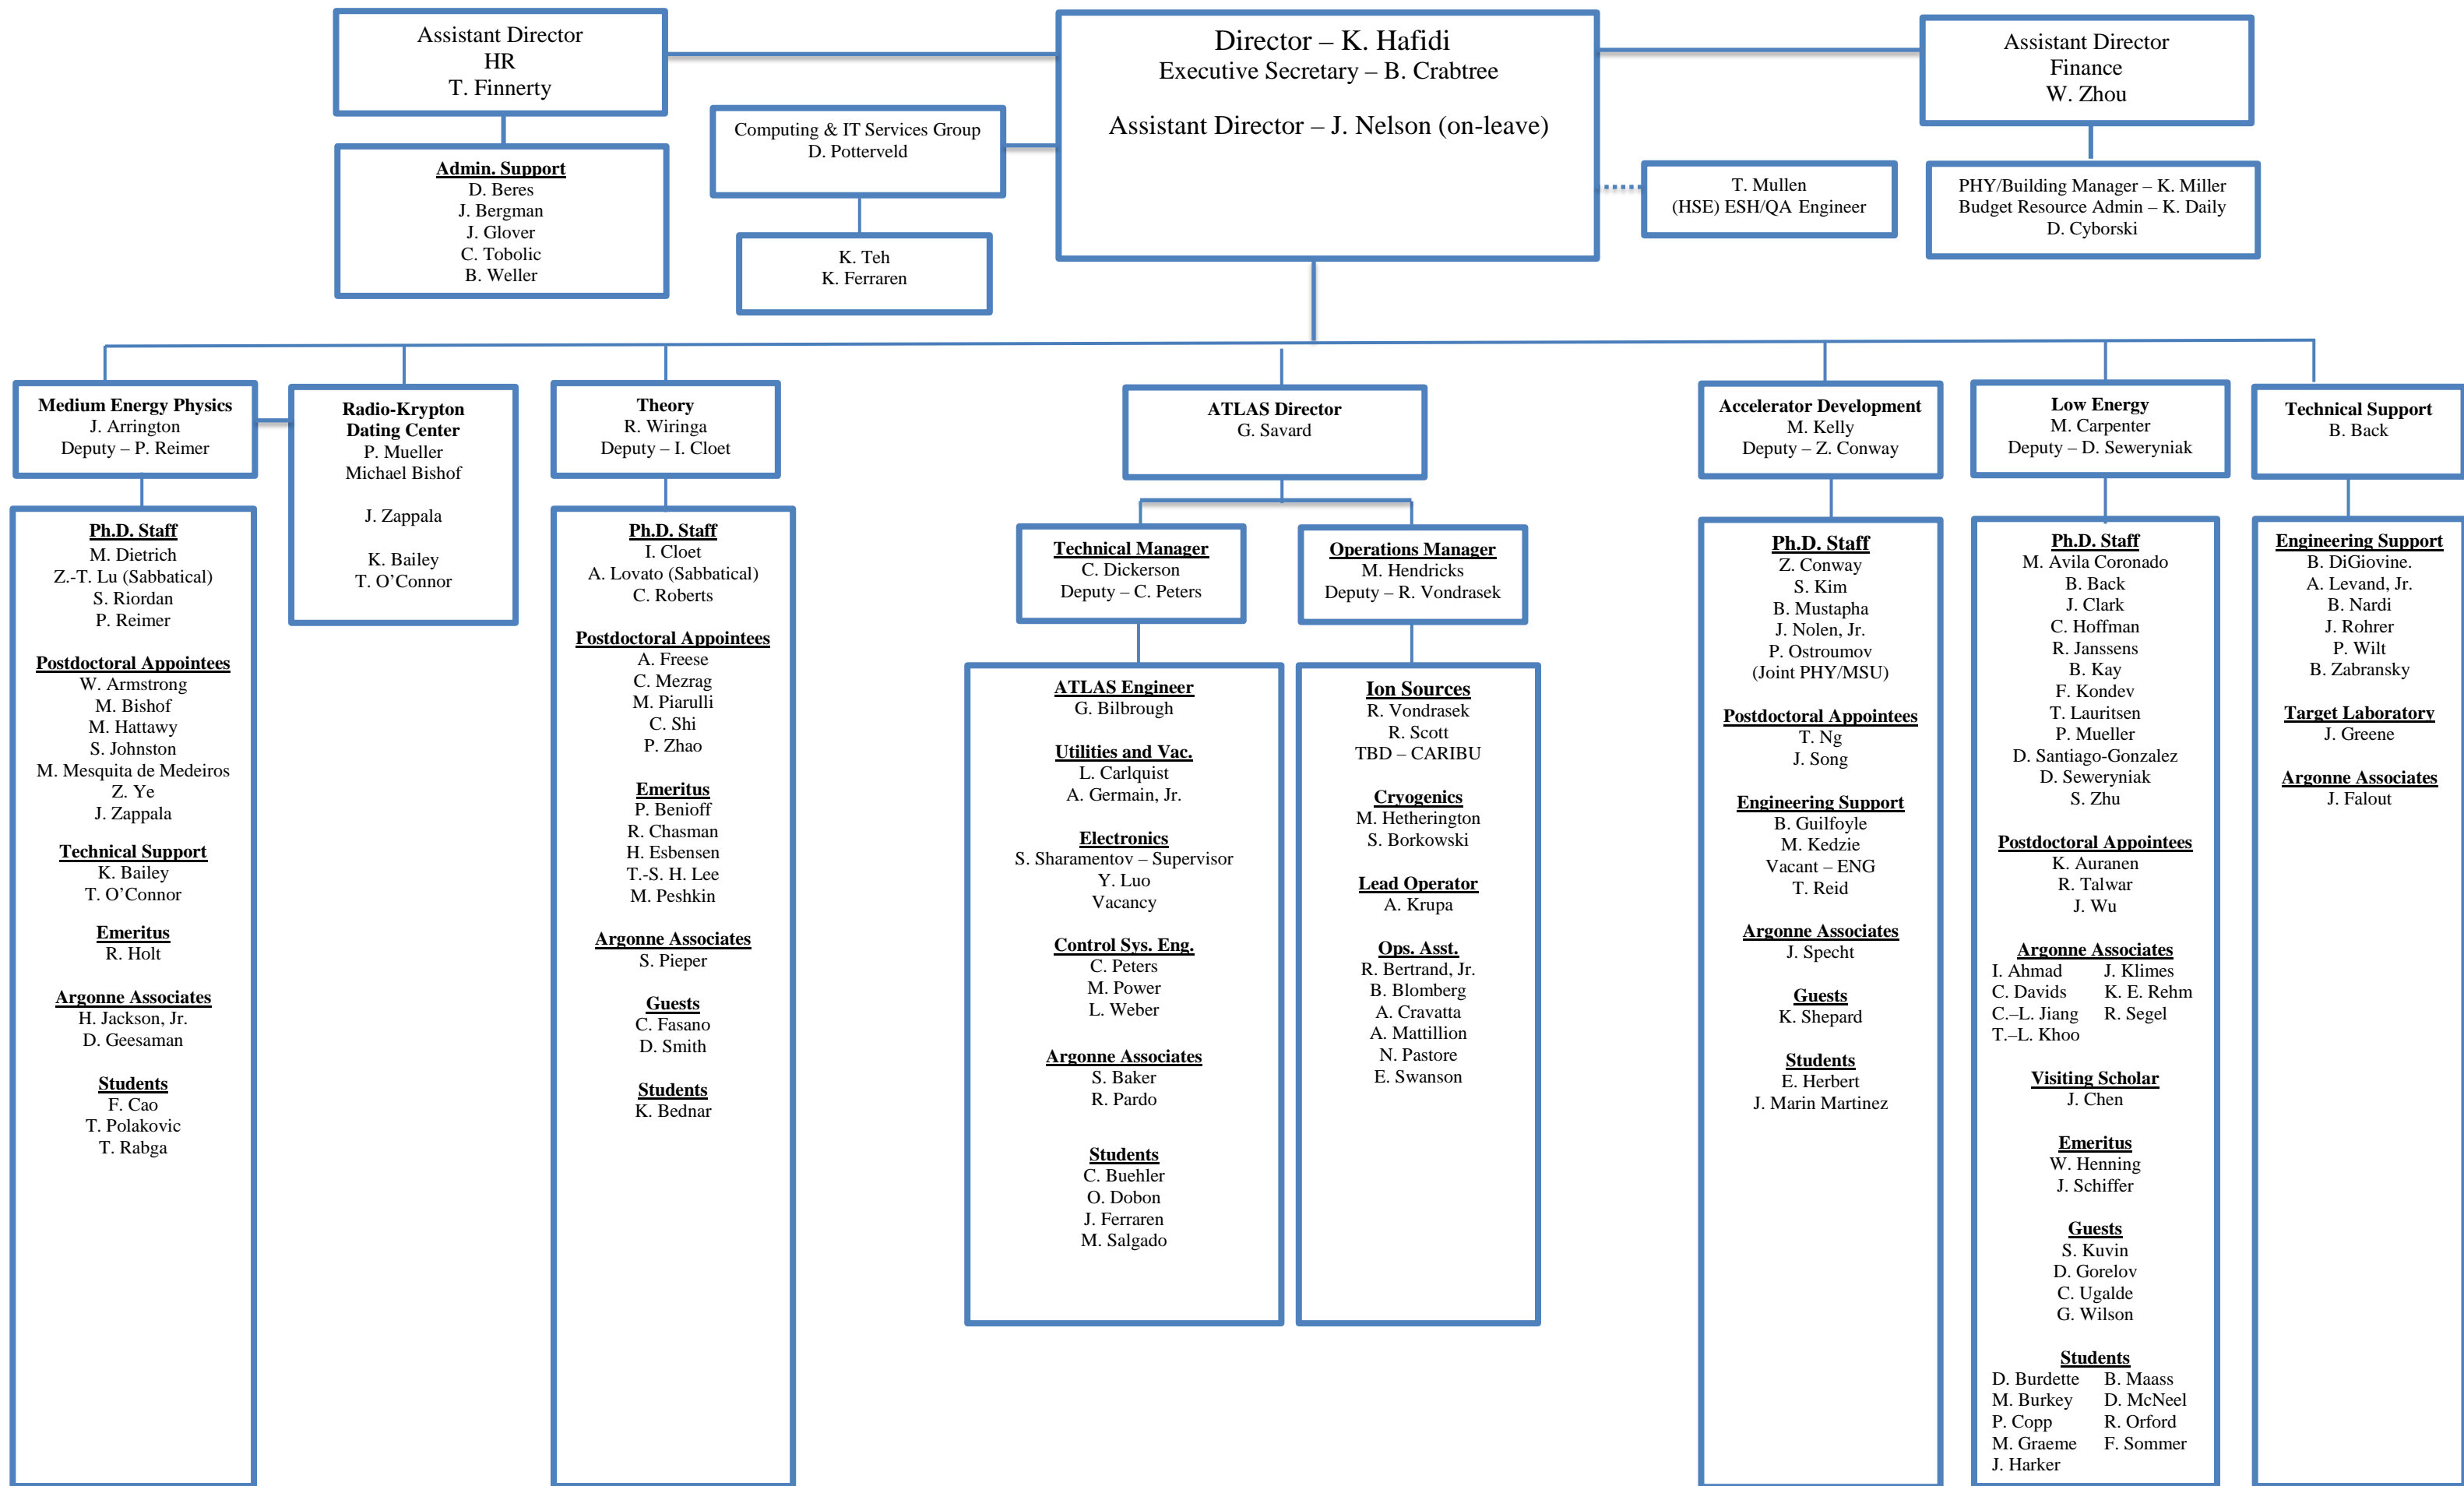 Assistant Director
HR
T. Finnerty
Director – K. Hafidi
Executive Secretary – B. Crabtree
Assistant Director – J. Nelson (on-leave)
Assistant Director
Finance
W. Zhou
Admin. Support
D. Beres
J. Bergman
J. Glover
C. Tobolic
B. Weller
Computing & IT Services Group
D. Potterveld
K. Teh
K. Ferraren
T. Mullen
(HSE) ESH/QA Engineer
PHY/Building Manager – K. Miller
Budget Resource Admin – K. Daily
D. Cyborski
Medium Energy Physics
J. Arrington
Deputy – P. Reimer
Radio-Krypton
Dating Center
P. Mueller
Michael Bishof
J. Zappala
K. Bailey
T. O’Connor
Theory
R. Wiringa
Deputy – I. Cloet
ATLAS Director
G. Savard
Accelerator Development
M. Kelly
Deputy – Z. Conway
Low Energy
M. Carpenter
Deputy – D. Seweryniak
Technical Support
B. Back
Ph.D. Staff
M. Dietrich
Z.-T. Lu (Sabbatical)
S. Riordan
P. Reimer
Postdoctoral Appointees
W. Armstrong
M. Bishof
M. Hattawy
S. Johnston
M. Mesquita de Medeiros
Z. Ye
J. Zappala
Technical Support
K. Bailey
T. O’Connor
Emeritus
R. Holt
Argonne Associates
H. Jackson, Jr.
D. Geesaman
Students
F. Cao
T. Polakovic
T. Rabga
Ph.D. Staff
I. Cloet
A. Lovato (Sabbatical)
C. Roberts
Postdoctoral Appointees
A. Freese
C. Mezrag
M. Piarulli
C. Shi
P. Zhao
Emeritus
P. Benioff
R. Chasman
H. Esbensen
T.-S. H. Lee
M. Peshkin
Argonne Associates
S. Pieper
Guests
C. Fasano
D. Smith
Students
K. Bednar
Technical Manager
C. Dickerson
Deputy – C. Peters
ATLAS Engineer
G. Bilbrough
Utilities and Vac.
L. Carlquist
A. Germain, Jr.
Electronics
S. Sharamentov – Supervisor
Y. Luo
Vacancy
Control Sys. Eng.
C. Peters
M. Power
L. Weber
Argonne Associates
S. Baker
R. Pardo
Students
C. Buehler
O. Dobon
J. Ferraren
M. Salgado
Operations Manager
M. Hendricks
Deputy – R. Vondrasek
Ion Sources
R. Vondrasek
R. Scott
TBD – CARIBU
Cryogenics
M. Hetherington
S. Borkowski
Lead Operator
A. Krupa
Ops. Asst.
R. Bertrand, Jr.
B. Blomberg
A. Cravatta
A. Mattillion
N. Pastore
E. Swanson
Ph.D. Staff
Z. Conway
S. Kim
B. Mustapha
J. Nolen, Jr.
P. Ostroumov
(Joint PHY/MSU)
Postdoctoral Appointees
T. Ng
J. Song
Engineering Support
B. Guilfoyle
M. Kedzie
Vacant – ENG
T. Reid
Argonne Associates
J. Specht
Guests
K. Shepard
Students
E. Herbert
J. Marin Martinez
Ph.D. Staff
M. Avila Coronado
B. Back
J. Clark
C. Hoffman
R. Janssens
B. Kay
F. Kondev
T. Lauritsen
P. Mueller
D. Santiago-Gonzalez
D. Seweryniak
S. Zhu
Postdoctoral Appointees
K. Auranen
R. Talwar
J. Wu
Argonne Associates
I. Ahmad J. Klimes
C. Davids K. E. Rehm
C.–L. Jiang R. Segel
T.–L. Khoo
Visiting Scholar
J. Chen
Emeritus
W. Henning
J. Schiffer
Guests
S. Kuvin
D. Gorelov
C. Ugalde
G. Wilson
Students
D. Burdette B. Maass
M. Burkey D. McNeel
P. Copp R. Orford
M. Graeme F. Sommer
J. Harker
Engineering Support
B. DiGiovine.
A. Levand, Jr.
B. Nardi
J. Rohrer
P. Wilt
B. Zabransky
Target Laboratory
J. Greene
Argonne Associates
J. Falout